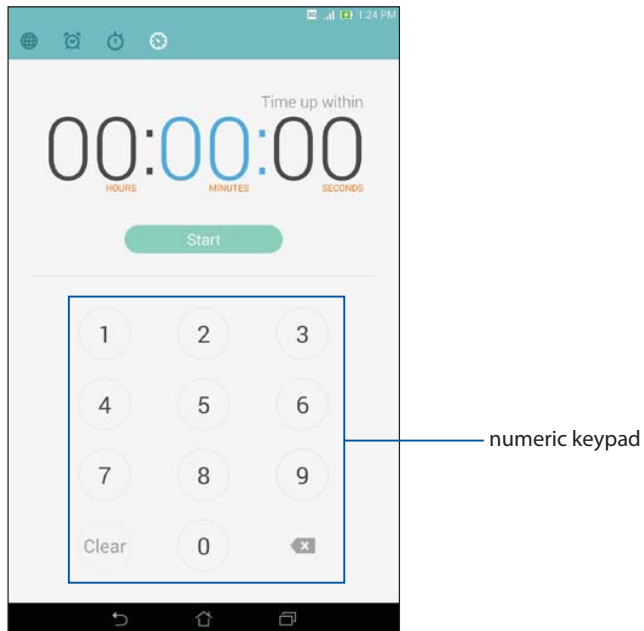 3G 1:24 PM
Time up within
00:00:00
HOURS MINUTES SECONDS
Start
1 2 3
4 5 6
numeric keypad
7 8 9
Clear 0